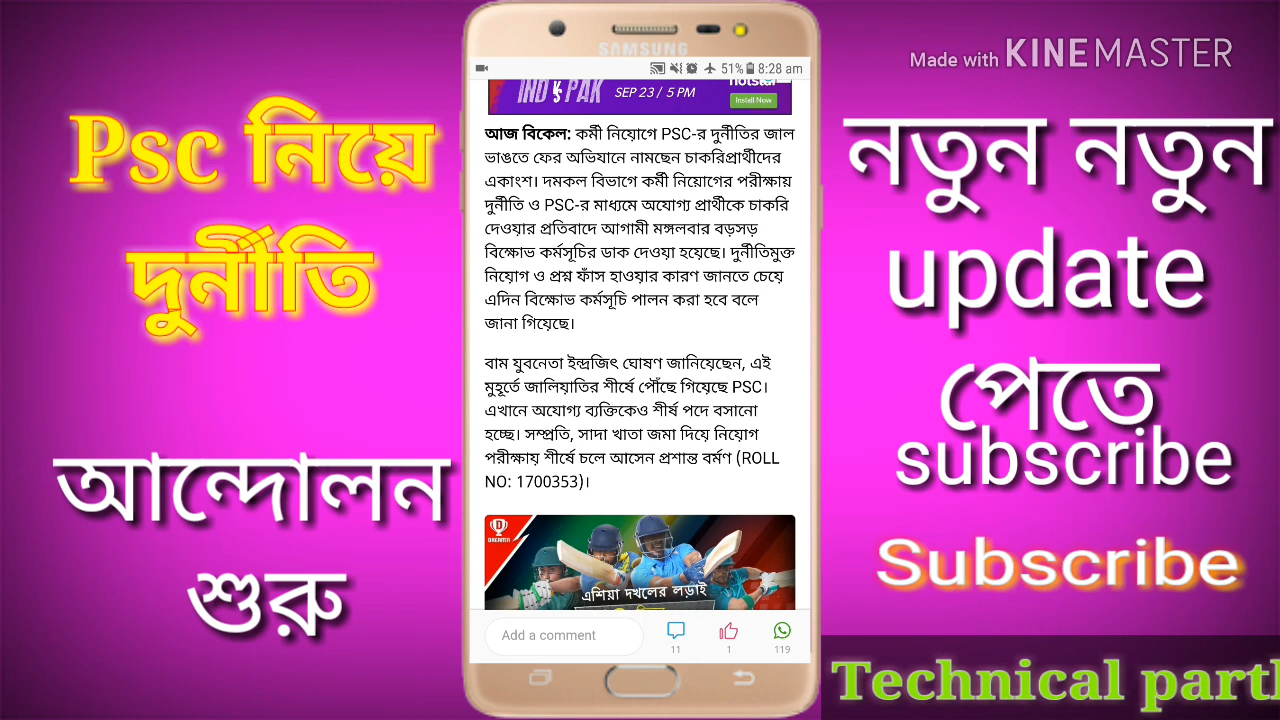 Psc নিয়ে
দুর্নীতি
আন্দোলন
শুরু
SAMSUNG
51% 8:28 am
IND VS PAK SEP 23 / 5 PM hotstar
Install Now
আজ বিকেল: কর্মী নিয়োগে PSC-র দুর্নীতির জাল
ভাঙতে ফের অভিযানে নামছেন চাকরিপ্রার্থীদের
একাংশ। দমকল বিভাগে কর্মী নিয়োগের পরীক্ষায়
দুর্নীতি ও PSC-র মাধ্যমে অযোগ্য প্রার্থীকে চাকরি
দেওয়ার প্রতিবাদে আগামী মঙ্গলবার বড়সড়
বিক্ষোভ কর্মসূচির ডাক দেওয়া হয়েছে। দুর্নীতিমুক্ত
নিয়োগ ও প্রশ্ন ফাঁস হাওয়ার কারণ জানতে চেয়ে
এদিন বিক্ষোভ কর্মসূচি পালন করা হবে বলে
জানা গিয়েছে।
বাম যুবনেতা ইন্দ্রজিৎ ঘোষণ জানিয়েছেন, এই
মুহূর্তে জালিয়াতির শীর্ষে পৌঁছে গিয়েছে PSC।
এখানে অযোগ্য ব্যক্তিকেও শীর্ষ পদে বসানো
হচ্ছে। সম্প্রতি, সাদা খাতা জমা দিয়ে নিয়োগ
পরীক্ষায় শীর্ষে চলে আসেন প্রশান্ত বর্মণ (ROLL
NO: 1700353)।
DREAM11
এশিয়া দখলের লড়াই
Add a comment
11 1 119
Made with KINEMASTER
নতুন নতুন
update
পেতে
subscribe
Subscribe
Technical parth